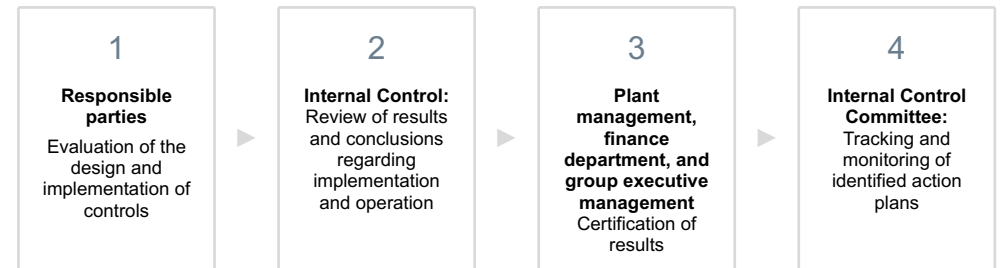 1
Responsible
parties
Evaluation of the
design and
implementation of
controls
2
Internal Control:
Review of results
and conclusions
regarding
implementation
and operation
3
Plant
management,
finance
department, and
group executive
management
Certification of
results
4
Internal Control
Committee:
Tracking and
monitoring of
identified action
plans